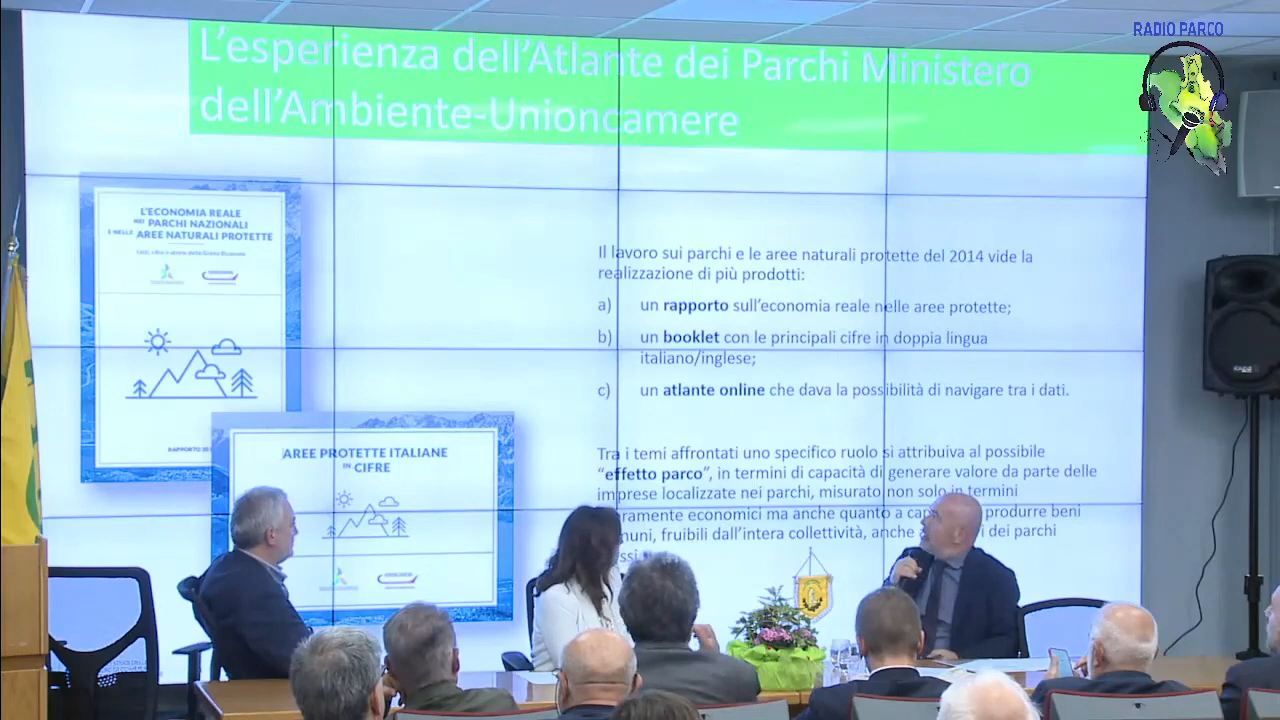 RADIO PARCO
L'esperienza dell'Atlante dei Parchi Ministero
dell'Ambiente-Unioncamere
L'ECONOMIA REALE
NEI PARCHI NAZIONALI
E NELLE AREE NATURALI PROTETTE
Il lavoro sui parchi e le aree naturali protette del 2014 vide la
realizzazione di più prodotti:
a) un rapporto sull'economia reale nelle aree protette;
b) un booklet con le principali cifre in doppia lingua
italiano/inglese;
c) un atlante online che dava la possibilità di navigare tra i dati.
RAPPORTO
AREE PROTETTE ITALIANE
IN CIFRE
Tra i temi affrontati uno specifico ruolo si attribuiva al possibile
"effetto parco", in termini di capacità di generare valore da parte delle
imprese localizzate nei parchi, misurato non solo in termini
economici ma anche quanto a produrre beni
fruibili dall'intera collettività, anche dei parchi